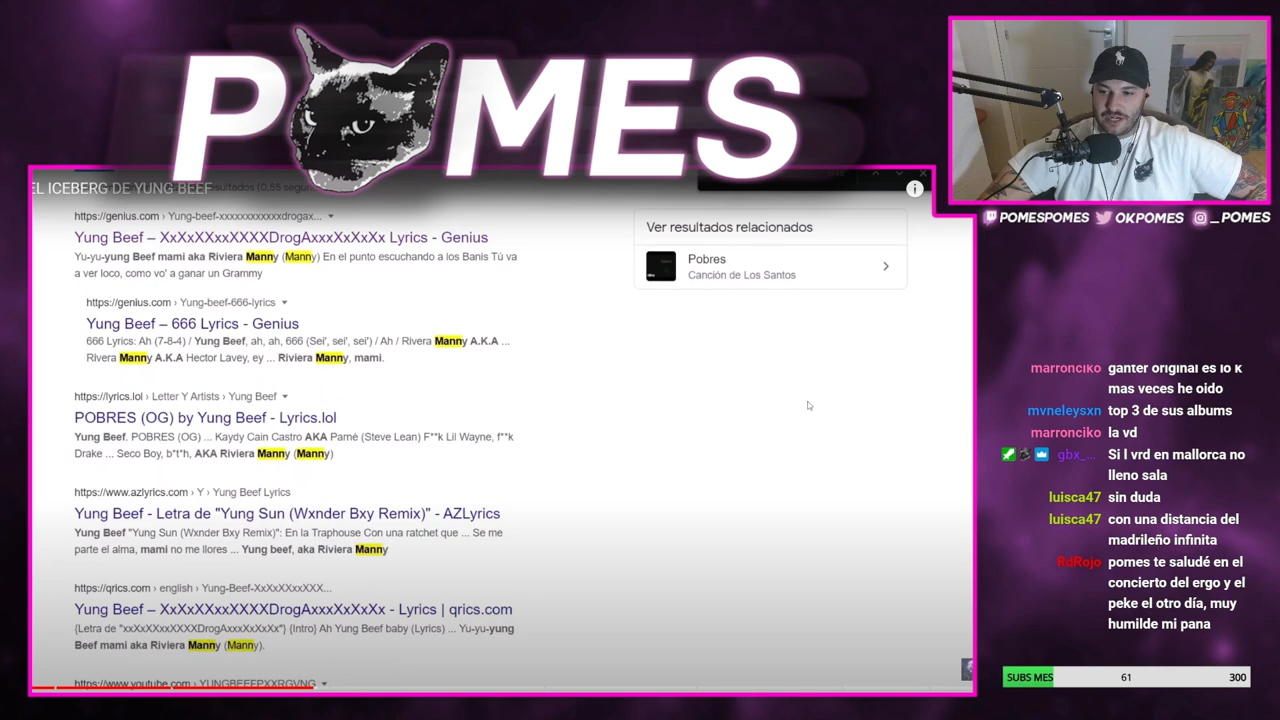 POMES
EL ICEBERG DE YUNG BEEF
https://genius.com › Yung-beef-xxxxxxxxxxxxdrogax...
Yung Beef – XxXxXXxxXXXXDrogAxxxXxXxXx Lyrics - Genius
Yu-yu-yung Beef mami aka Riviera Manny (Manny) En el punto escuchando a los Banis Tú va
a ver loco, como vo' a ganar un Grammy
https://genius.com › Yung-beef-666-lyrics
Yung Beef – 666 Lyrics - Genius
666 Lyrics: Ah (7-8-4) / Yung Beef, ah, ah, 666 (Sei', sei', sei') / Ah / Rivera Manny A.K.A ...
Rivera Manny A.K.A Hector Lavey, ey ... Riviera Manny, mami.
https://lyrics.lol › Letter Y Artists › Yung Beef
POBRES (OG) by Yung Beef - Lyrics.lol
Yung Beef. POBRES (OG) ... Kaydy Cain Castro AKA Pamé (Steve Lean) F**k Lil Wayne, f**k
Drake ... Seco Boy, b*t*h, AKA Riviera Manny (Manny)
https://www.azlyrics.com › Y › Yung Beef Lyrics
Yung Beef - Letra de "Yung Sun (Wxnder Bxy Remix)" - AZLyrics
Yung Beef "Yung Sun (Wxnder Bxy Remix)": En la Traphouse Con una ratchet que ... Se me
parte el alma, mami no me llores ... Yung beef, aka Riviera Manny
https://qrics.com › english › Yung-Beef-XxXxXXxxXXX...
Yung Beef – XxXxXXxxXXXXDrogAxxxXxXxXx - Lyrics | qrics.com
{Letra de "xxXxXXxxXXXXDrogAxxxXxXxXx"} {Intro} Ah Yung Beef baby (Lyrics) ... Yu-yu-yung
Beef mami aka Riviera Manny (Manny).
https://www.youtube.com › YUNGBEEFPXXRGVNG
Ver resultados relacionados
Pobres
Canción de Los Santos
POMESPOMES OKPOMES _POMES
marronciko ganter original es lo k
mas veces he oido
mvneleysxn top 3 de sus albums
marronciko la vd
gbx_... Si l vrd en mallorca no
lleno sala
luisca47 sin duda
luisca47 con una distancia del
madrileño infinita
RdRojo pomes te saludé en el
concierto del ergo y el
peke el otro día, muy
humilde mi pana
SUBS MES 61 300